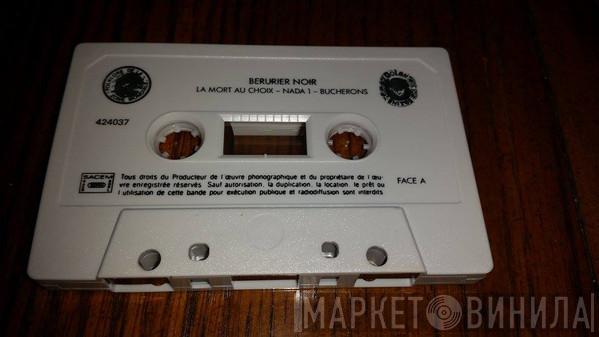 BERURIER NOIR
LA MORT AU CHOIX – NADA 1 – BUCHERONS
424037
SACEM
Tous droits du Producteur de l'œuvre phonographique et du propriétaire de l'œu-
vre enregistrée réservés. Sauf autorisation, la duplication, la location, le prêt ou
l'utilisation de cette bande pour exécution publique et radiodiffusion sont interdits
FACE A
МАРКЕТ ВИНИЛА